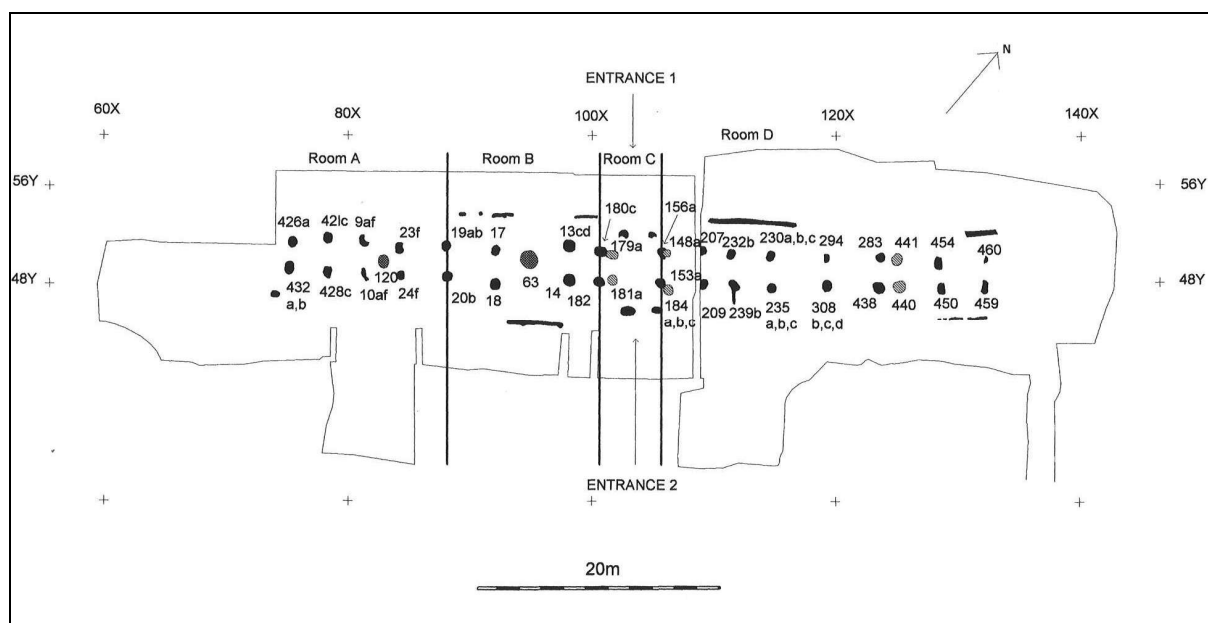 N
ENTRANCE 1
60X 80X 100X 120X 140X
Room A Room B Room C Room D
56Y 56Y
426a 42lc 9af 23f 19ab 17 13cd 180c 179a 156a 148a 207 232b 230a,b,c 294 283 441 454 460
48Y 48Y
432 a,b 428c 120 10af 24f 20b 18 63 14 182 181a 153a 184 a,b,c 209 239b 235 a,b,c 308 b,c,d 438 440 450 459
ENTRANCE 2
20m